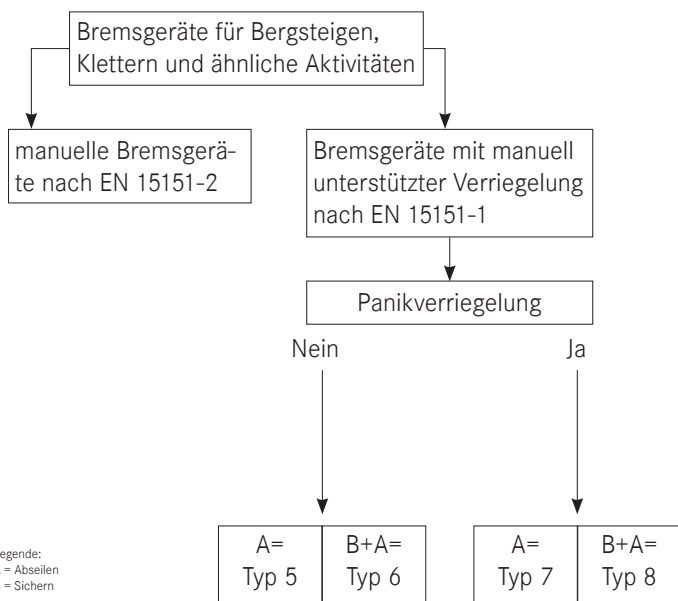 Bremsgeräte für Bergsteigen,
Klettern und ähnliche Aktivitäten
manuelle Bremsgerä-
te nach EN 15151-2
Bremsgeräte mit manuell
unterstützter Verriegelung
nach EN 15151-1
Panikverriegelung
Nein
Ja
A=
Typ 5
B+A=
Typ 6
A=
Typ 7
B+A=
Typ 8
egende:
= Abseilen
= Sichern